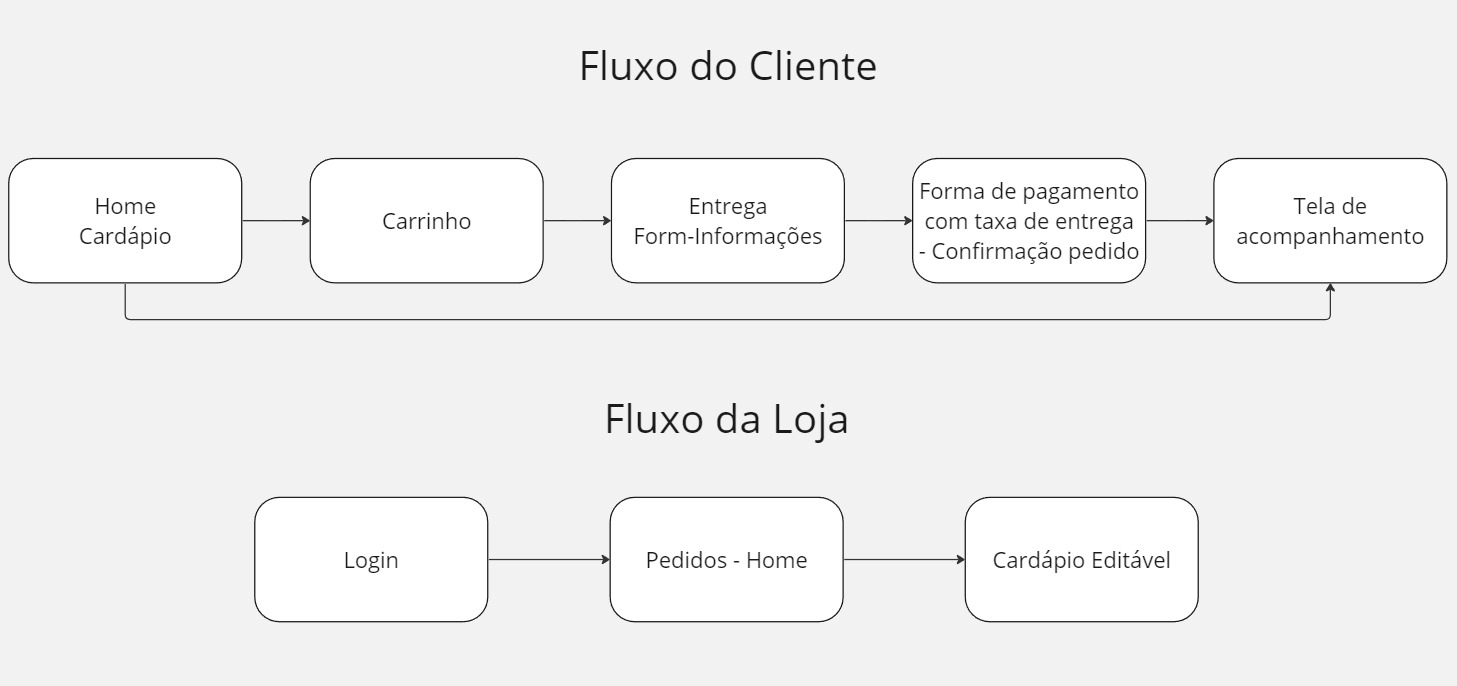 Fluxo do Cliente
Home
Cardápio
Carrinho
Entrega
Form-Informações
Forma de pagamento
com taxa de entrega
- Confirmação pedido
Tela de
acompanhamento
Fluxo da Loja
Login
Pedidos - Home
Cardápio Editável